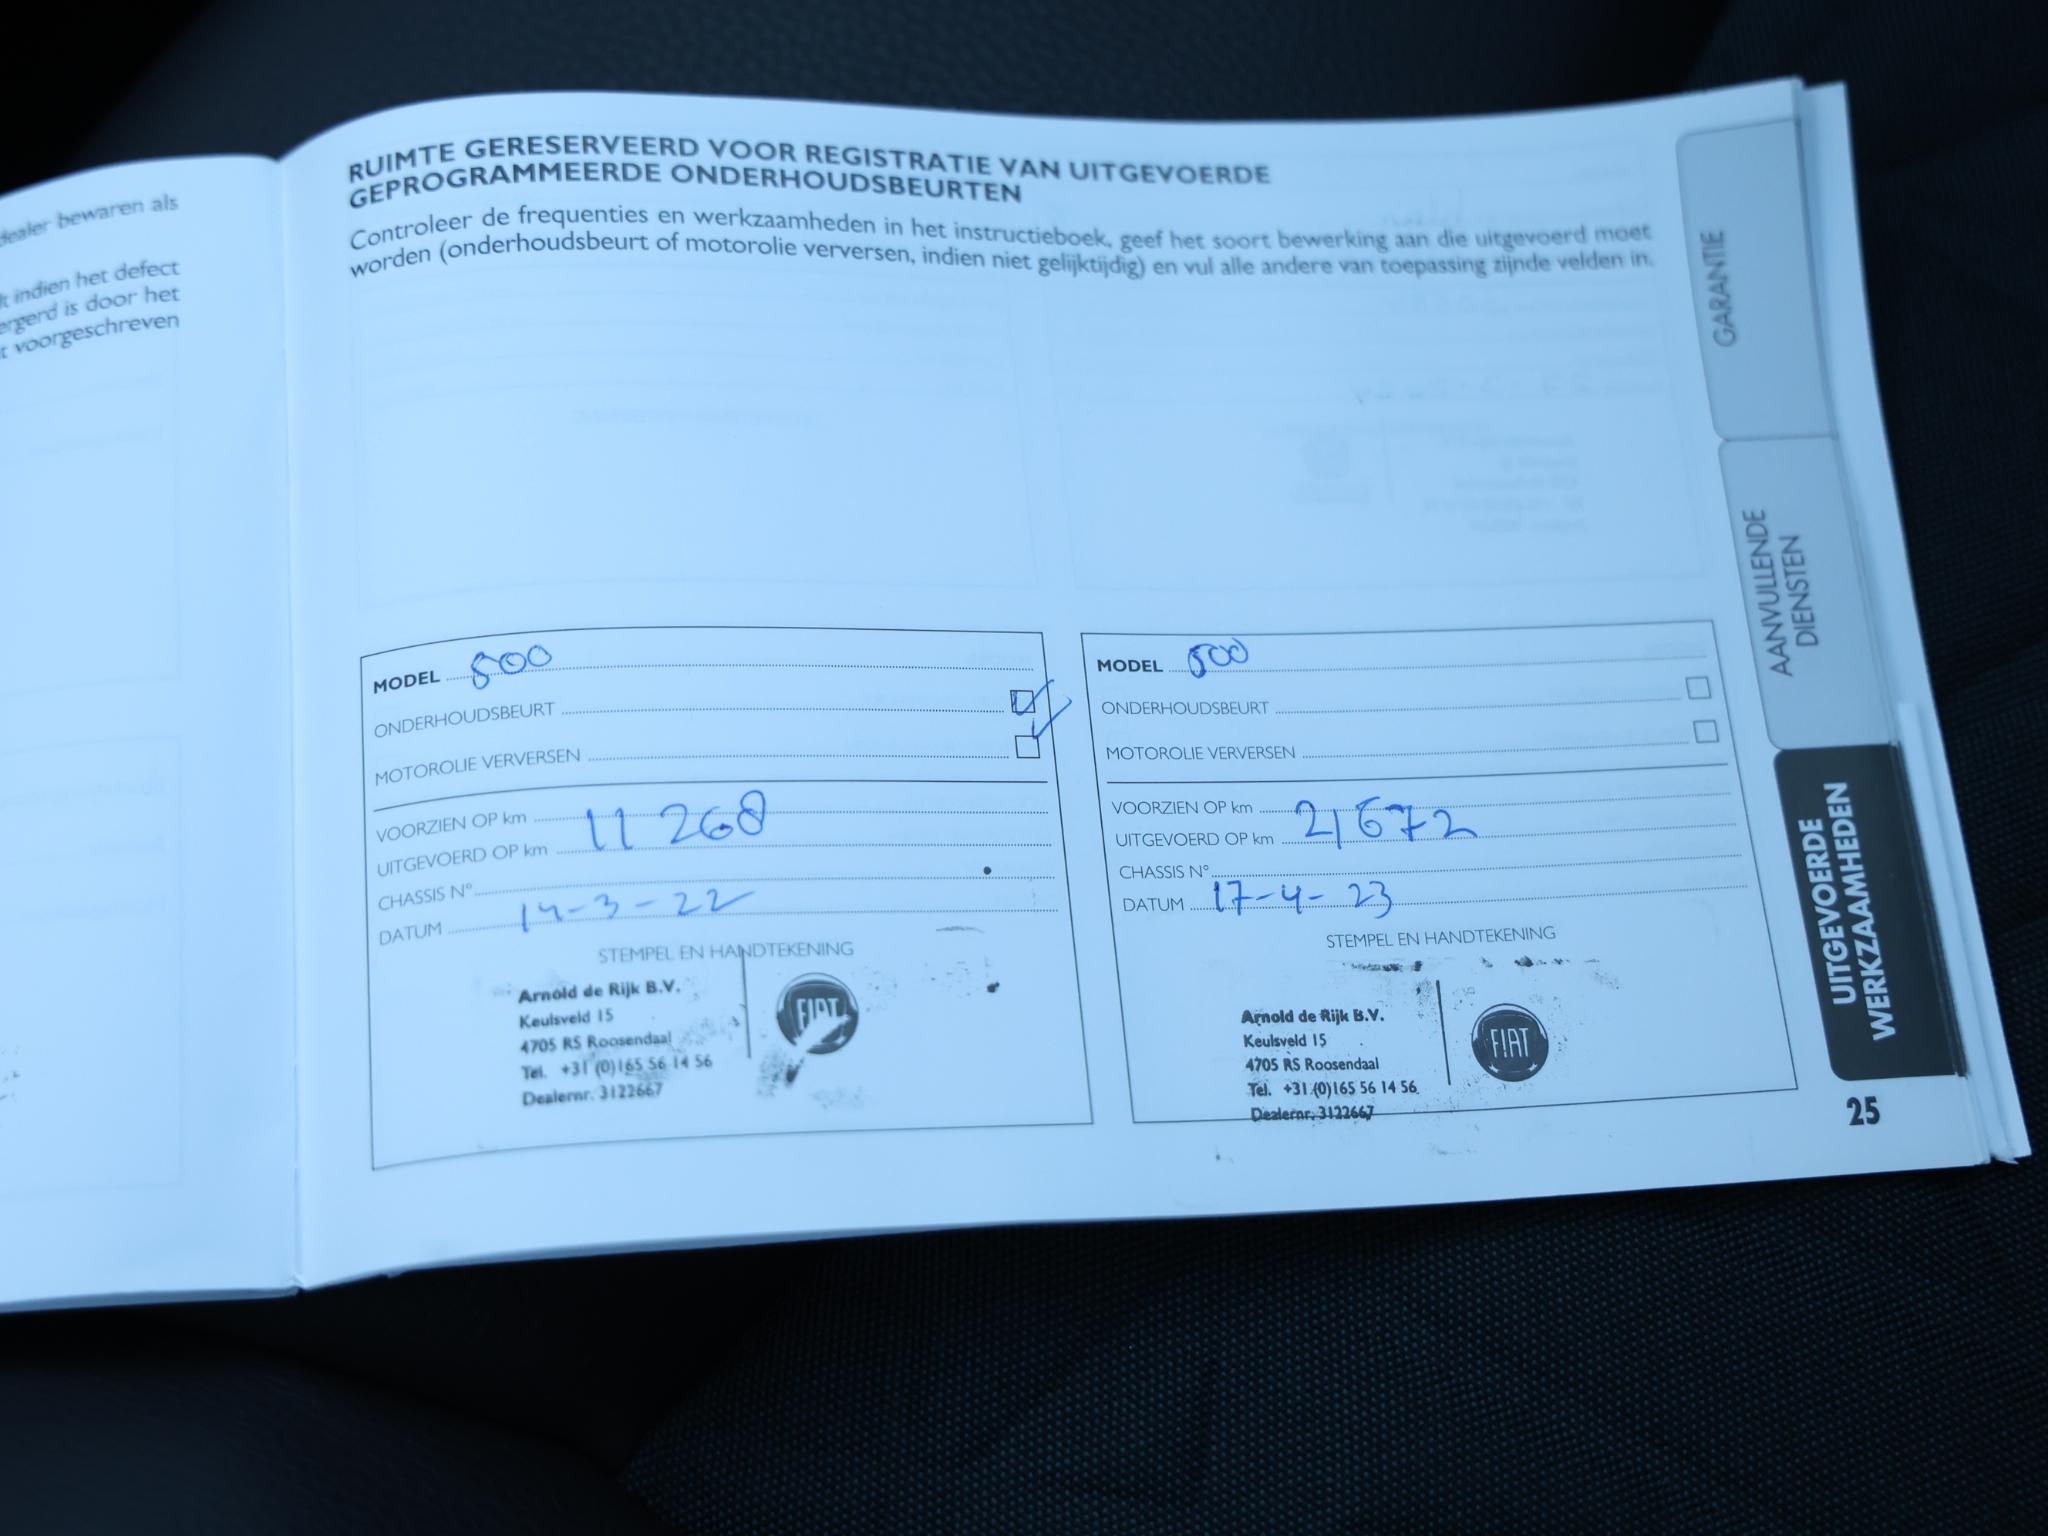 dealer bewaren als
indien het defect
ergerd is door het
t voorgeschreven
RUIMTE GERESERVEERD VOOR REGISTRATIE VAN UITGEVOERDE
GEPROGRAMMEERDE ONDERHOUDSBEURTEN
Controleer de frequenties en werkzaamheden in het instructieboek, geef het soort bewerking aan die uitgevoerd moet
worden (onderhoudsbeurt of motorolie verversen, indien niet gelijktijdig) en vul alle andere van toepassing zijnde velden in.
MODEL 500
ONDERHOUDSBEURT
MOTOROLIE VERVERSEN
VOORZIEN OP km
11 268
UITGEVOERD OP km
CHASSIS N°
DATUM 14-3-22
STEMPEL EN HANDTEKENING
Arnold de Rijk B.V.
Keulsveld 15
4705 RS Roosendaal
Tel. +31 (0)165 56 14 56
Dealernr. 3122667
FIAT
MODEL 500
ONDERHOUDSBEURT
MOTOROLIE VERVERSEN
VOORZIEN OP km
21672
UITGEVOERD OP km
CHASSIS N°
DATUM 17-4-23
STEMPEL EN HANDTEKENING
Arnold de Rijk B.V.
Keulsveld 15
4705 RS Roosendaal
Tel. +31 (0)165 56 14 56
Dealernr. 3122667
FIAT
GARANTIE
AANVULLENDE
DIENSTEN
UITGEVOERDE
WERKZAAMHEDEN
25